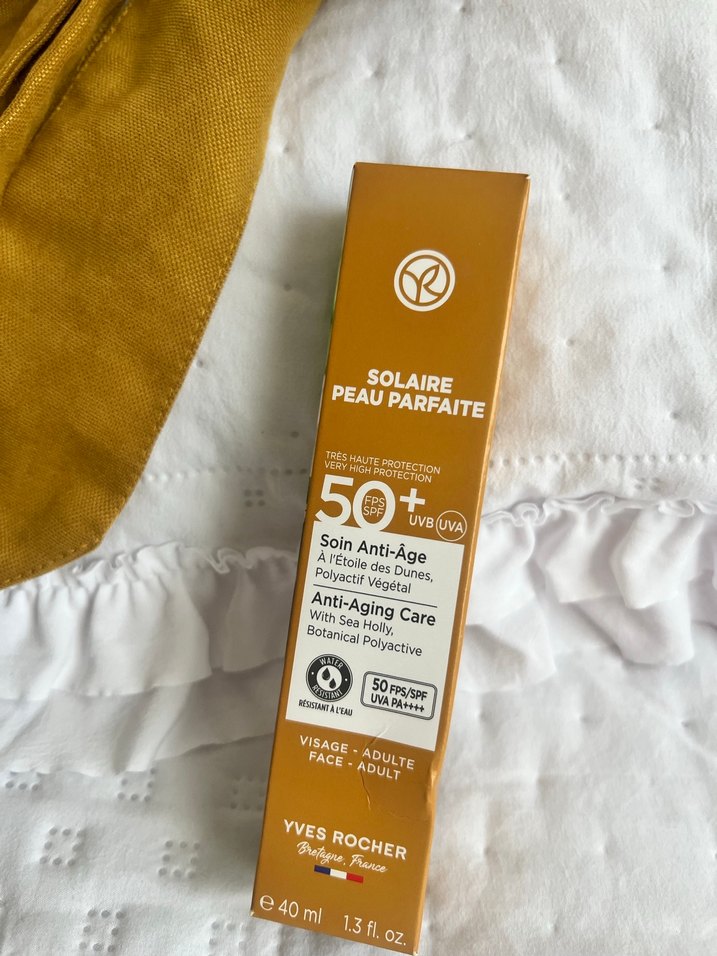 SOLAIRE
PEAU PARFAITE
TRÈS HAUTE PROTECTION
VERY HIGH PROTECTION
50+
FPS
SPF
UVB UVA
Soin Anti-Âge
À l'Étoile des Dunes,
Polyactif Végétal
Anti-Aging Care
With Sea Holly,
Botanical Polyactive
WATER
RESISTANT
RÉSISTANT À L'EAU
50 FPS/SPF
UVA PA++++
VISAGE - ADULTE
FACE - ADULT
YVES ROCHER
Bretagne, France
℮ 40 ml 1.3 fl. oz.